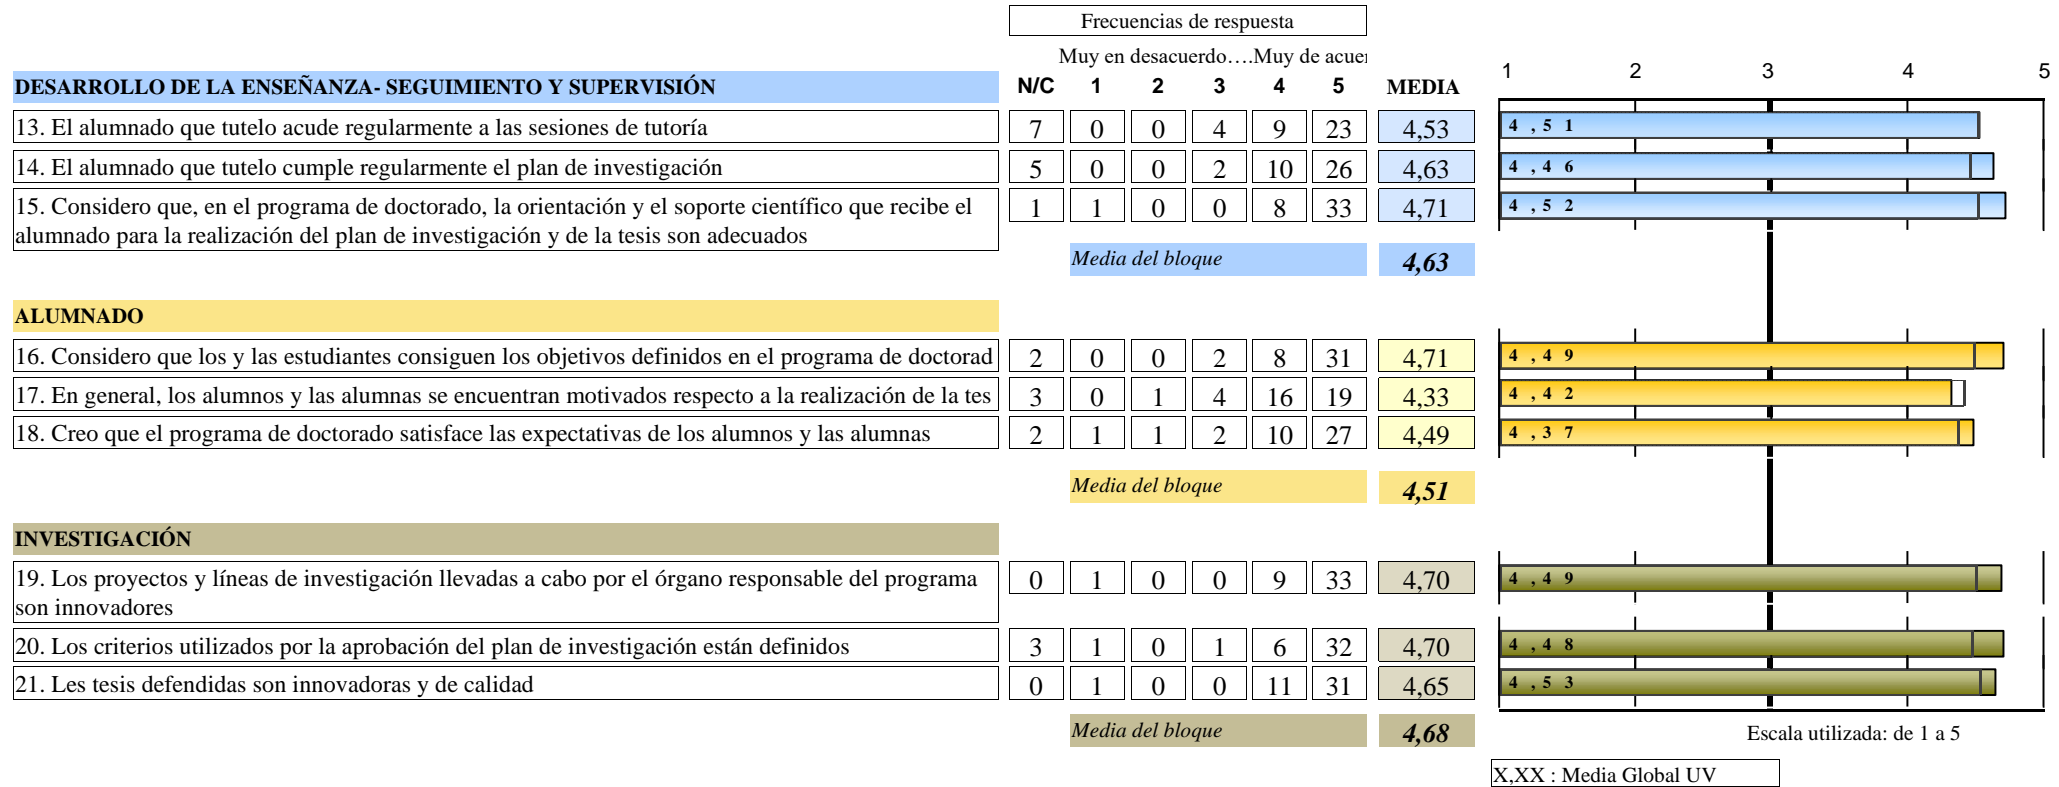 Frecuencias de respuesta
Muy en desacuerdo….Muy de acuer
DESARROLLO DE LA ENSEÑANZA- SEGUIMIENTO Y SUPERVISIÓN N/C 1 2 3 4 5 MEDIA 1 2 3 4 5
13. El alumnado que tutelo acude regularmente a las sesiones de tutoría 7 0 0 4 9 23 4,53 4,51
14. El alumnado que tutelo cumple regularmente el plan de investigación 5 0 0 2 10 26 4,63 4,46
15. Considero que, en el programa de doctorado, la orientación y el soporte científico que recibe el 1 1 0 0 8 33 4,71 4,52
alumnado para la realización del plan de investigación y de la tesis son adecuados
Media del bloque 4,63
ALUMNADO
16. Considero que los y las estudiantes consiguen los objetivos definidos en el programa de doctorad 2 0 0 2 8 31 4,71 4,49
17. En general, los alumnos y las alumnas se encuentran motivados respecto a la realización de la tes 3 0 1 4 16 19 4,33 4,42
18. Creo que el programa de doctorado satisface las expectativas de los alumnos y las alumnas 2 1 1 2 10 27 4,49 4,37
Media del bloque 4,51
INVESTIGACIÓN
19. Los proyectos y líneas de investigación llevadas a cabo por el órgano responsable del programa 0 1 0 0 9 33 4,70 4,49
son innovadores
20. Los criterios utilizados por la aprobación del plan de investigación están definidos 3 1 0 1 6 32 4,70 4,48
21. Les tesis defendidas son innovadoras y de calidad 0 1 0 0 11 31 4,65 4,53
Media del bloque 4,68
Escala utilizada: de 1 a 5
X,XX : Media Global UV